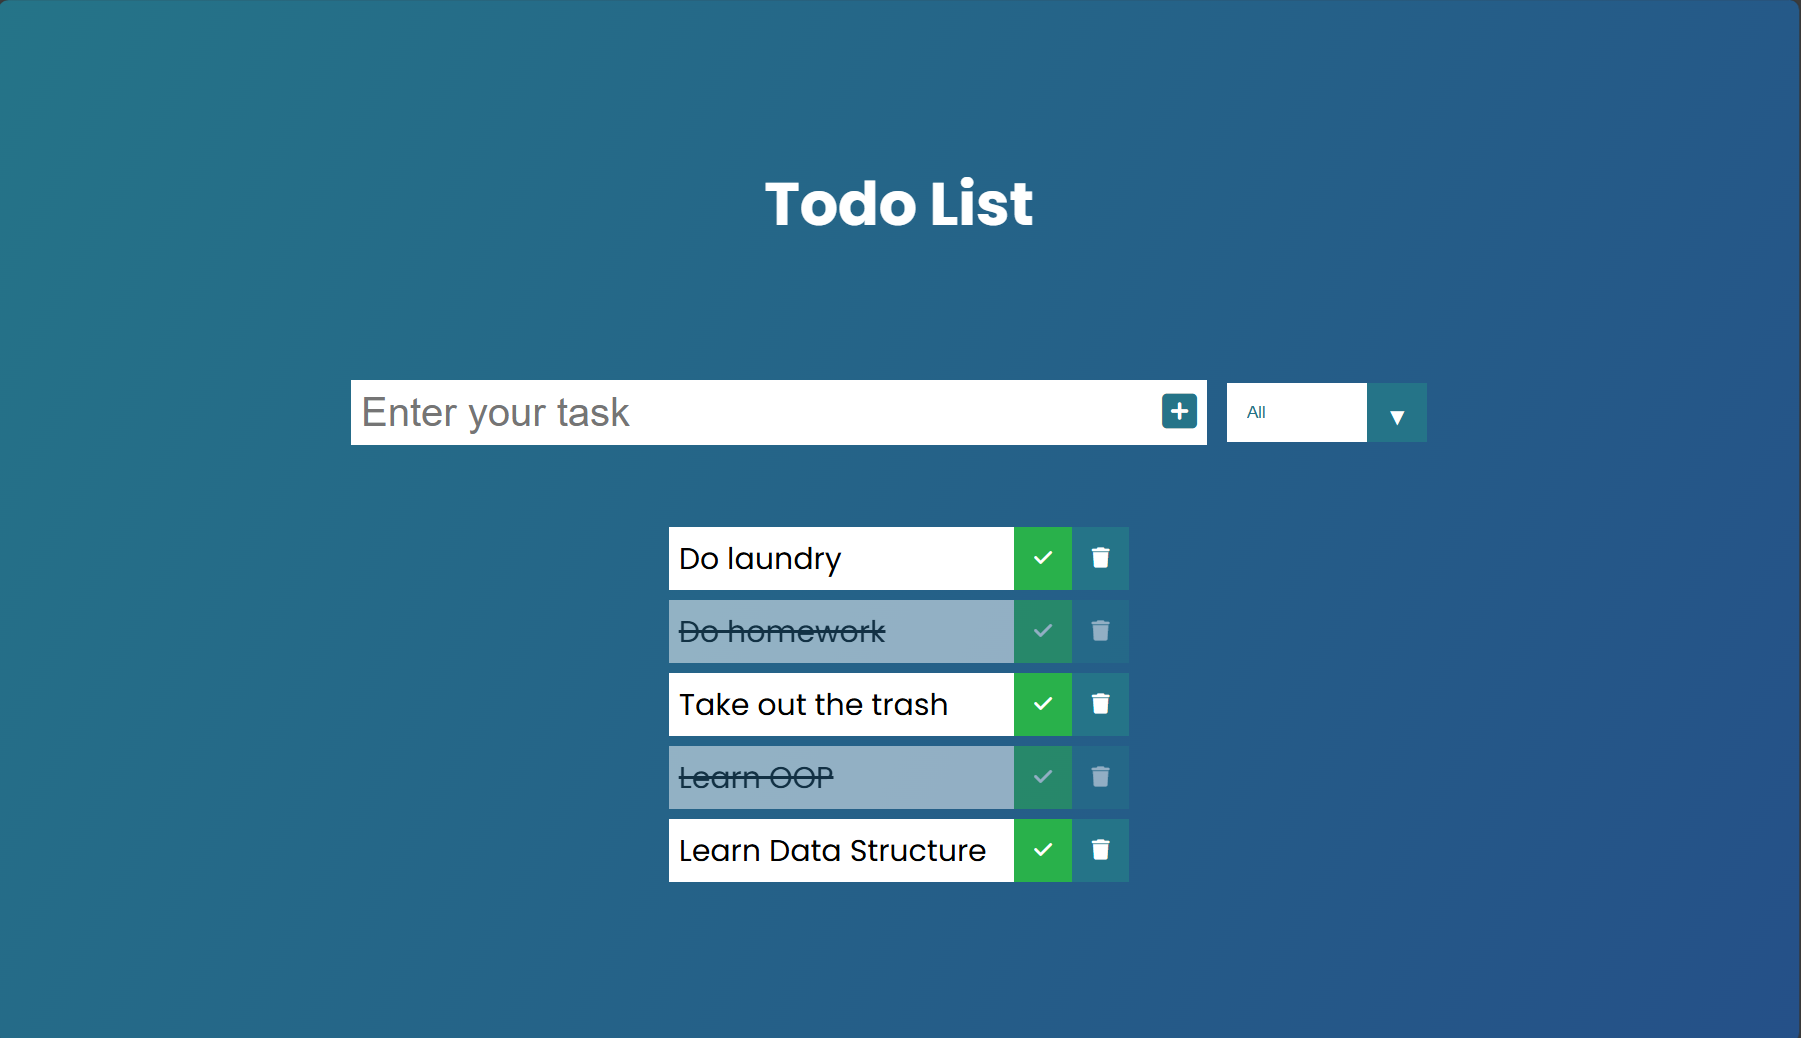 Todo List
Enter your task
All
Do laundry
Do homework
Take out the trash
Learn OOP
Learn Data Structure